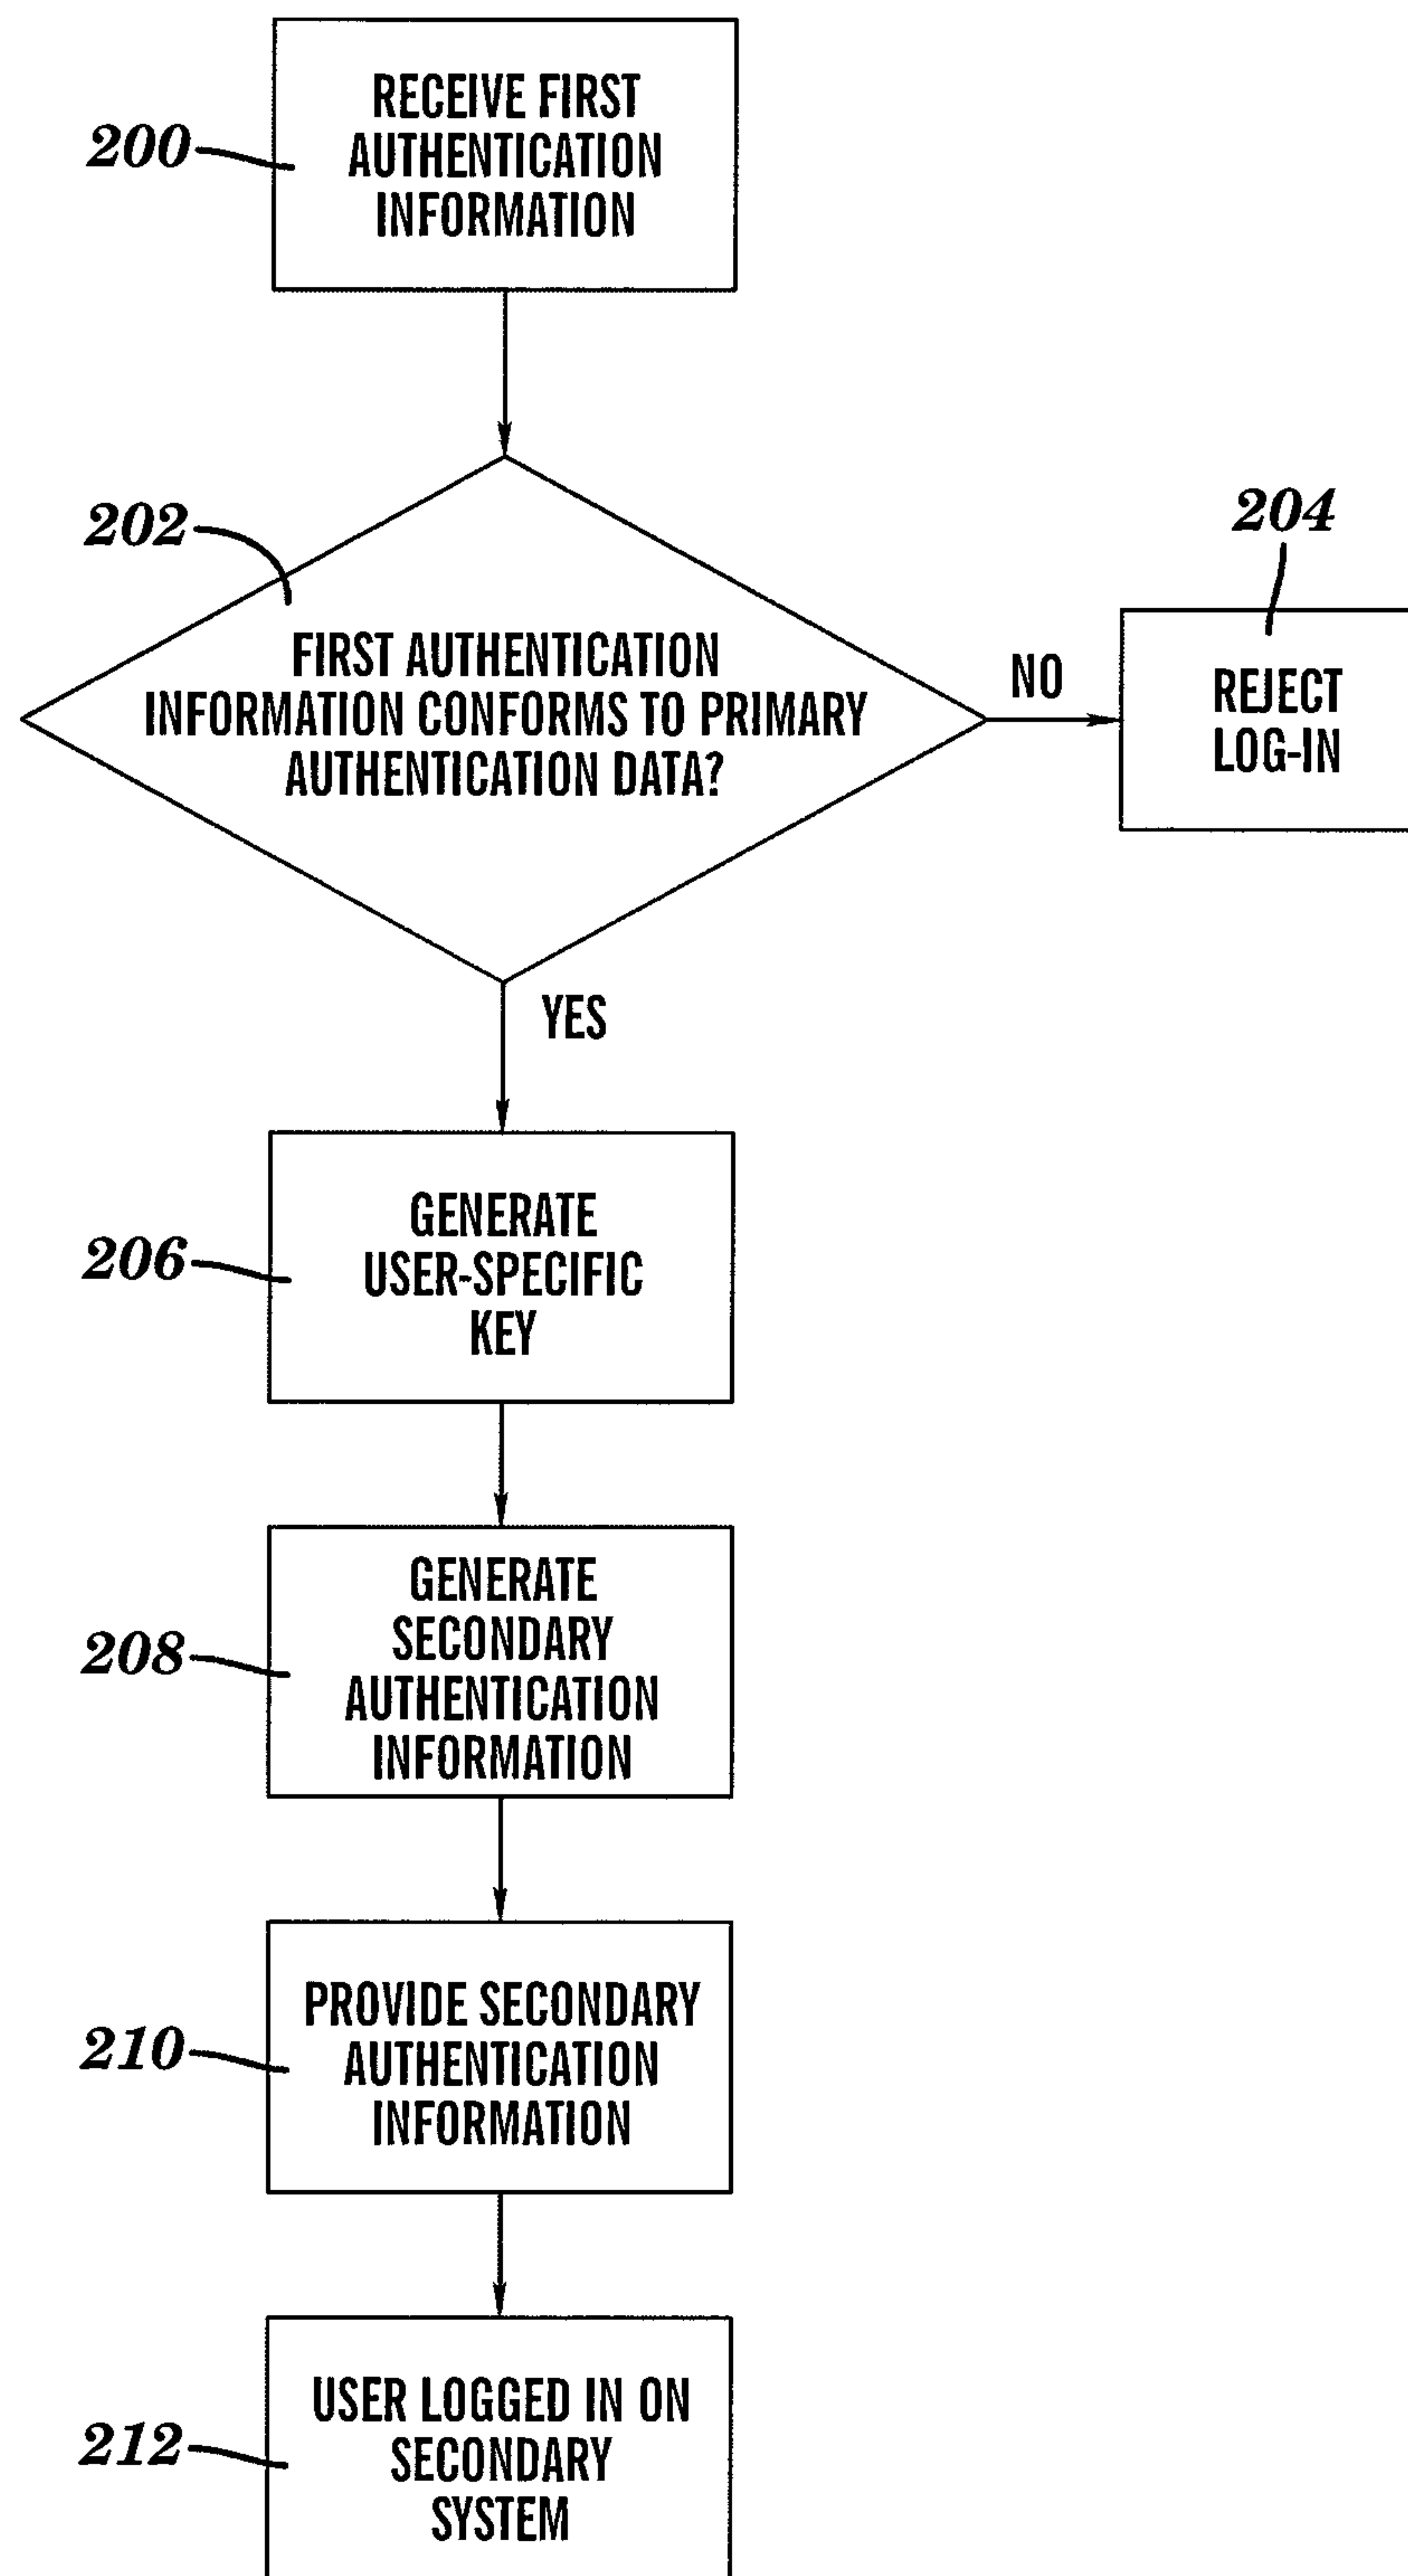 200
RECEIVE FIRST
AUTHENTICATION
INFORMATION
202
FIRST AUTHENTICATION
INFORMATION CONFORMS TO PRIMARY
AUTHENTICATION DATA?
NO
204
REJECT
LOG-IN
YES
206
GENERATE
USER-SPECIFIC
KEY
208
GENERATE
SECONDARY
AUTHENTICATION
INFORMATION
210
PROVIDE SECONDARY
AUTHENTICATION
INFORMATION
212
USER LOGGED IN ON
SECONDARY
SYSTEM